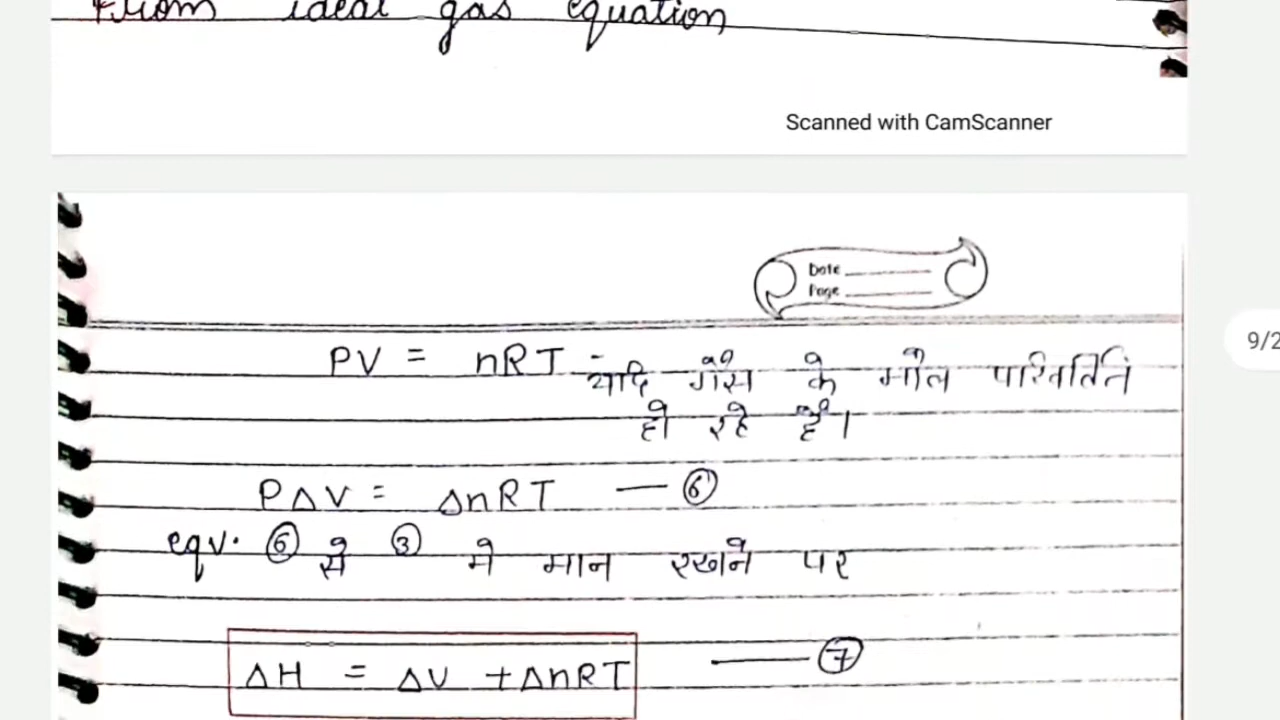 From ideal gas equation
Scanned with CamScanner
Date
Page
9/2
PV = nRT यदि गैस के मोल परिवर्तित
हो रहे हैं।
PΔV = ΔnRT — ⑥
eqv. ⑥ से ③ मे मान रखने पर
ΔH = ΔU + ΔnRT — ⑦